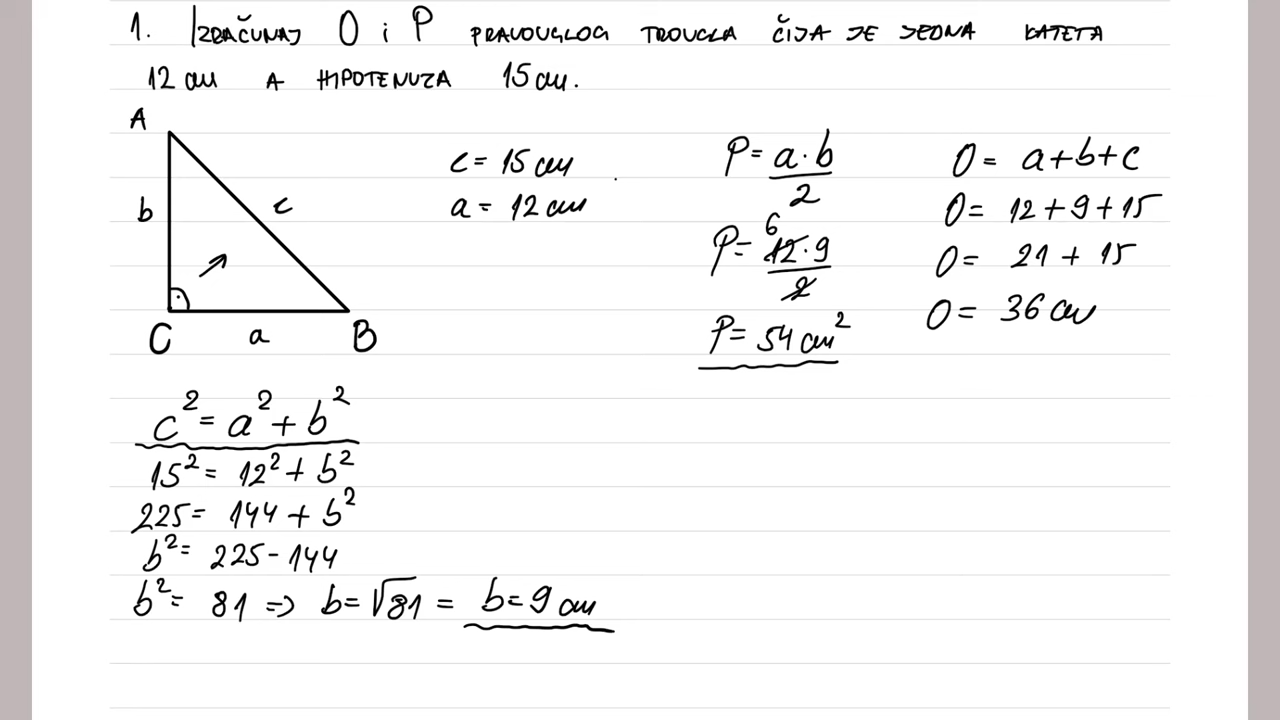 1. IZRAČUNAJ O i P PRAVOUGLOG TROUGLA ČIJA JE JEDNA KATETA
12 cm A HIPOTENUZA 15 cm.
A
b
c
C
a
B
c = 15 cm
a = 12 cm
P = a · b
2
6
P = 12 · 9
2
P = 54 cm²
O = a + b + c
O = 12 + 9 + 15
O = 21 + 15
O = 36 cm
c² = a² + b²
15² = 12² + b²
225 = 144 + b²
b² = 225 - 144
b² = 81 => b = √81 = b = 9 cm